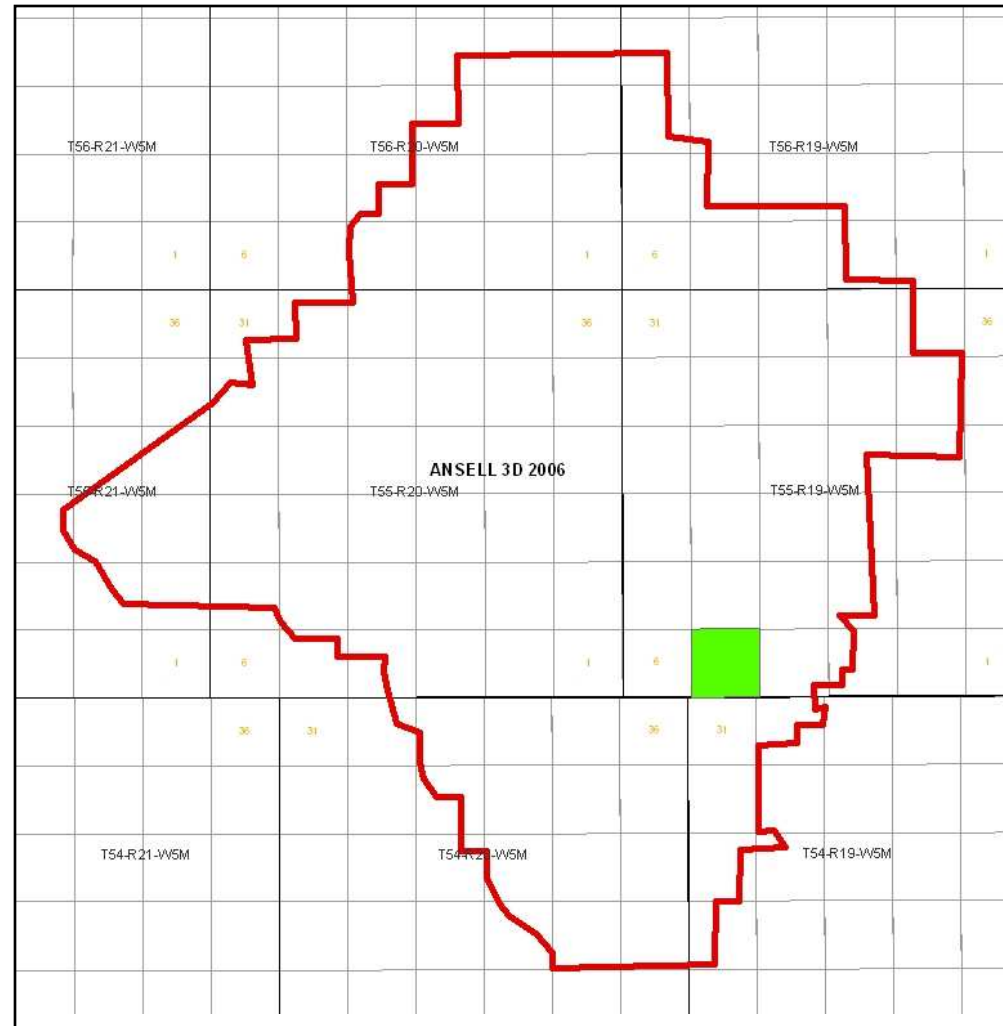 T56-R21-W5M T56-R20-W5M T56-R19-W5M
1 6 1 6 1
36 31 36 31 36
ANSELL 3D 2006
T55-R21-W5M T55-R20-W5M T55-R19-W5M
1 6 1 6 1
36 31 36 31
T54-R21-W5M T54-R20-W5M T54-R19-W5M